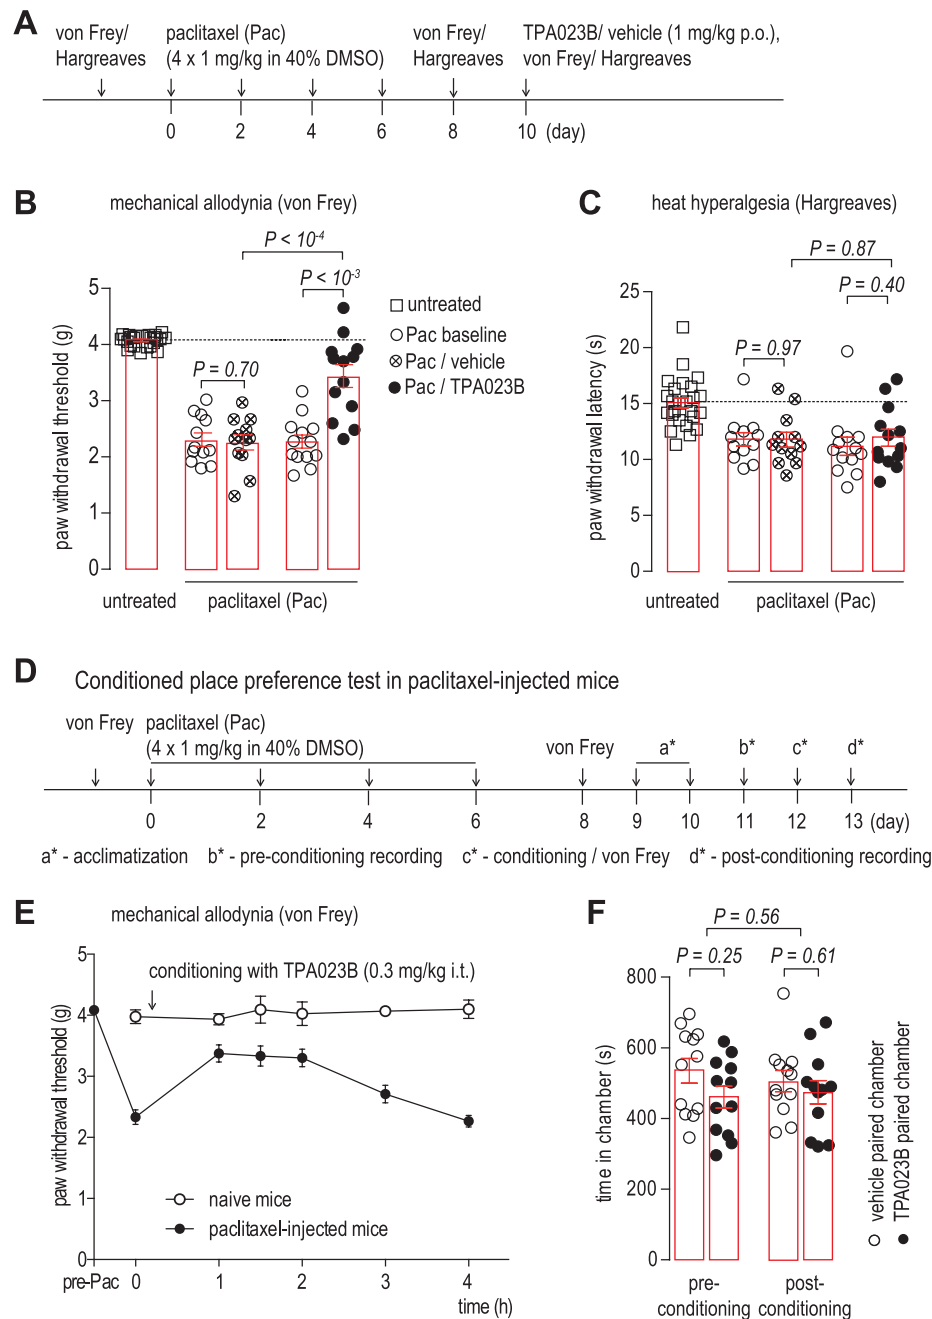 A
von Frey/
Hargreaves
paclitaxel (Pac)
(4 x 1 mg/kg in 40% DMSO)
von Frey/
Hargreaves
TPA023B/ vehicle (1 mg/kg p.o.),
von Frey/ Hargreaves
0 2 4 6 8 10 (day)
B
mechanical allodynia (von Frey)
P < 10-4
P < 10-3
P = 0.70
paw withdrawal threshold (g)
5
4
3
2
1
0
untreated
paclitaxel (Pac)
untreated
Pac baseline
Pac / vehicle
Pac / TPA023B
C
heat hyperalgesia (Hargreaves)
P = 0.87
P = 0.40
P = 0.97
paw withdrawal latency (s)
25
20
15
10
5
0
untreated
paclitaxel (Pac)
D
Conditioned place preference test in paclitaxel-injected mice
von Frey
paclitaxel (Pac)
(4 x 1 mg/kg in 40% DMSO)
von Frey
a* b* c* d*
0 2 4 6 8 9 10 11 12 13 (day)
a* - acclimatization b* - pre-conditioning recording c* - conditioning / von Frey d* - post-conditioning recording
E
mechanical allodynia (von Frey)
conditioning with TPA023B (0.3 mg/kg i.t.)
paw withdrawal threshold (g)
5
4
3
2
1
0
naive mice
paclitaxel-injected mice
pre-Pac 0 1 2 3 4
time (h)
F
P = 0.56
P = 0.25
P = 0.61
time in chamber (s)
800
600
400
200
0
pre-
conditioning
post-
conditioning
vehicle paired chamber
TPA023B paired chamber